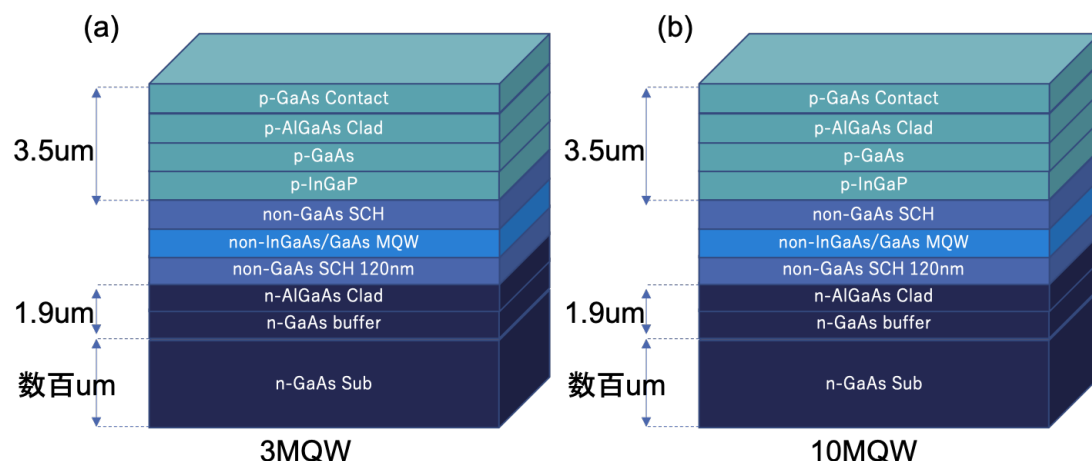 (a)
p-GaAs Contact
p-AlGaAs Clad
3.5um
p-GaAs
p-InGaP
non-GaAs SCH
non-InGaAs/GaAs MQW
non-GaAs SCH 120nm
n-AlGaAs Clad
1.9um
n-GaAs buffer
数百um
n-GaAs Sub
3MQW
(b)
p-GaAs Contact
p-AlGaAs Clad
3.5um
p-GaAs
p-InGaP
non-GaAs SCH
non-InGaAs/GaAs MQW
non-GaAs SCH 120nm
n-AlGaAs Clad
1.9um
n-GaAs buffer
数百um
n-GaAs Sub
10MQW